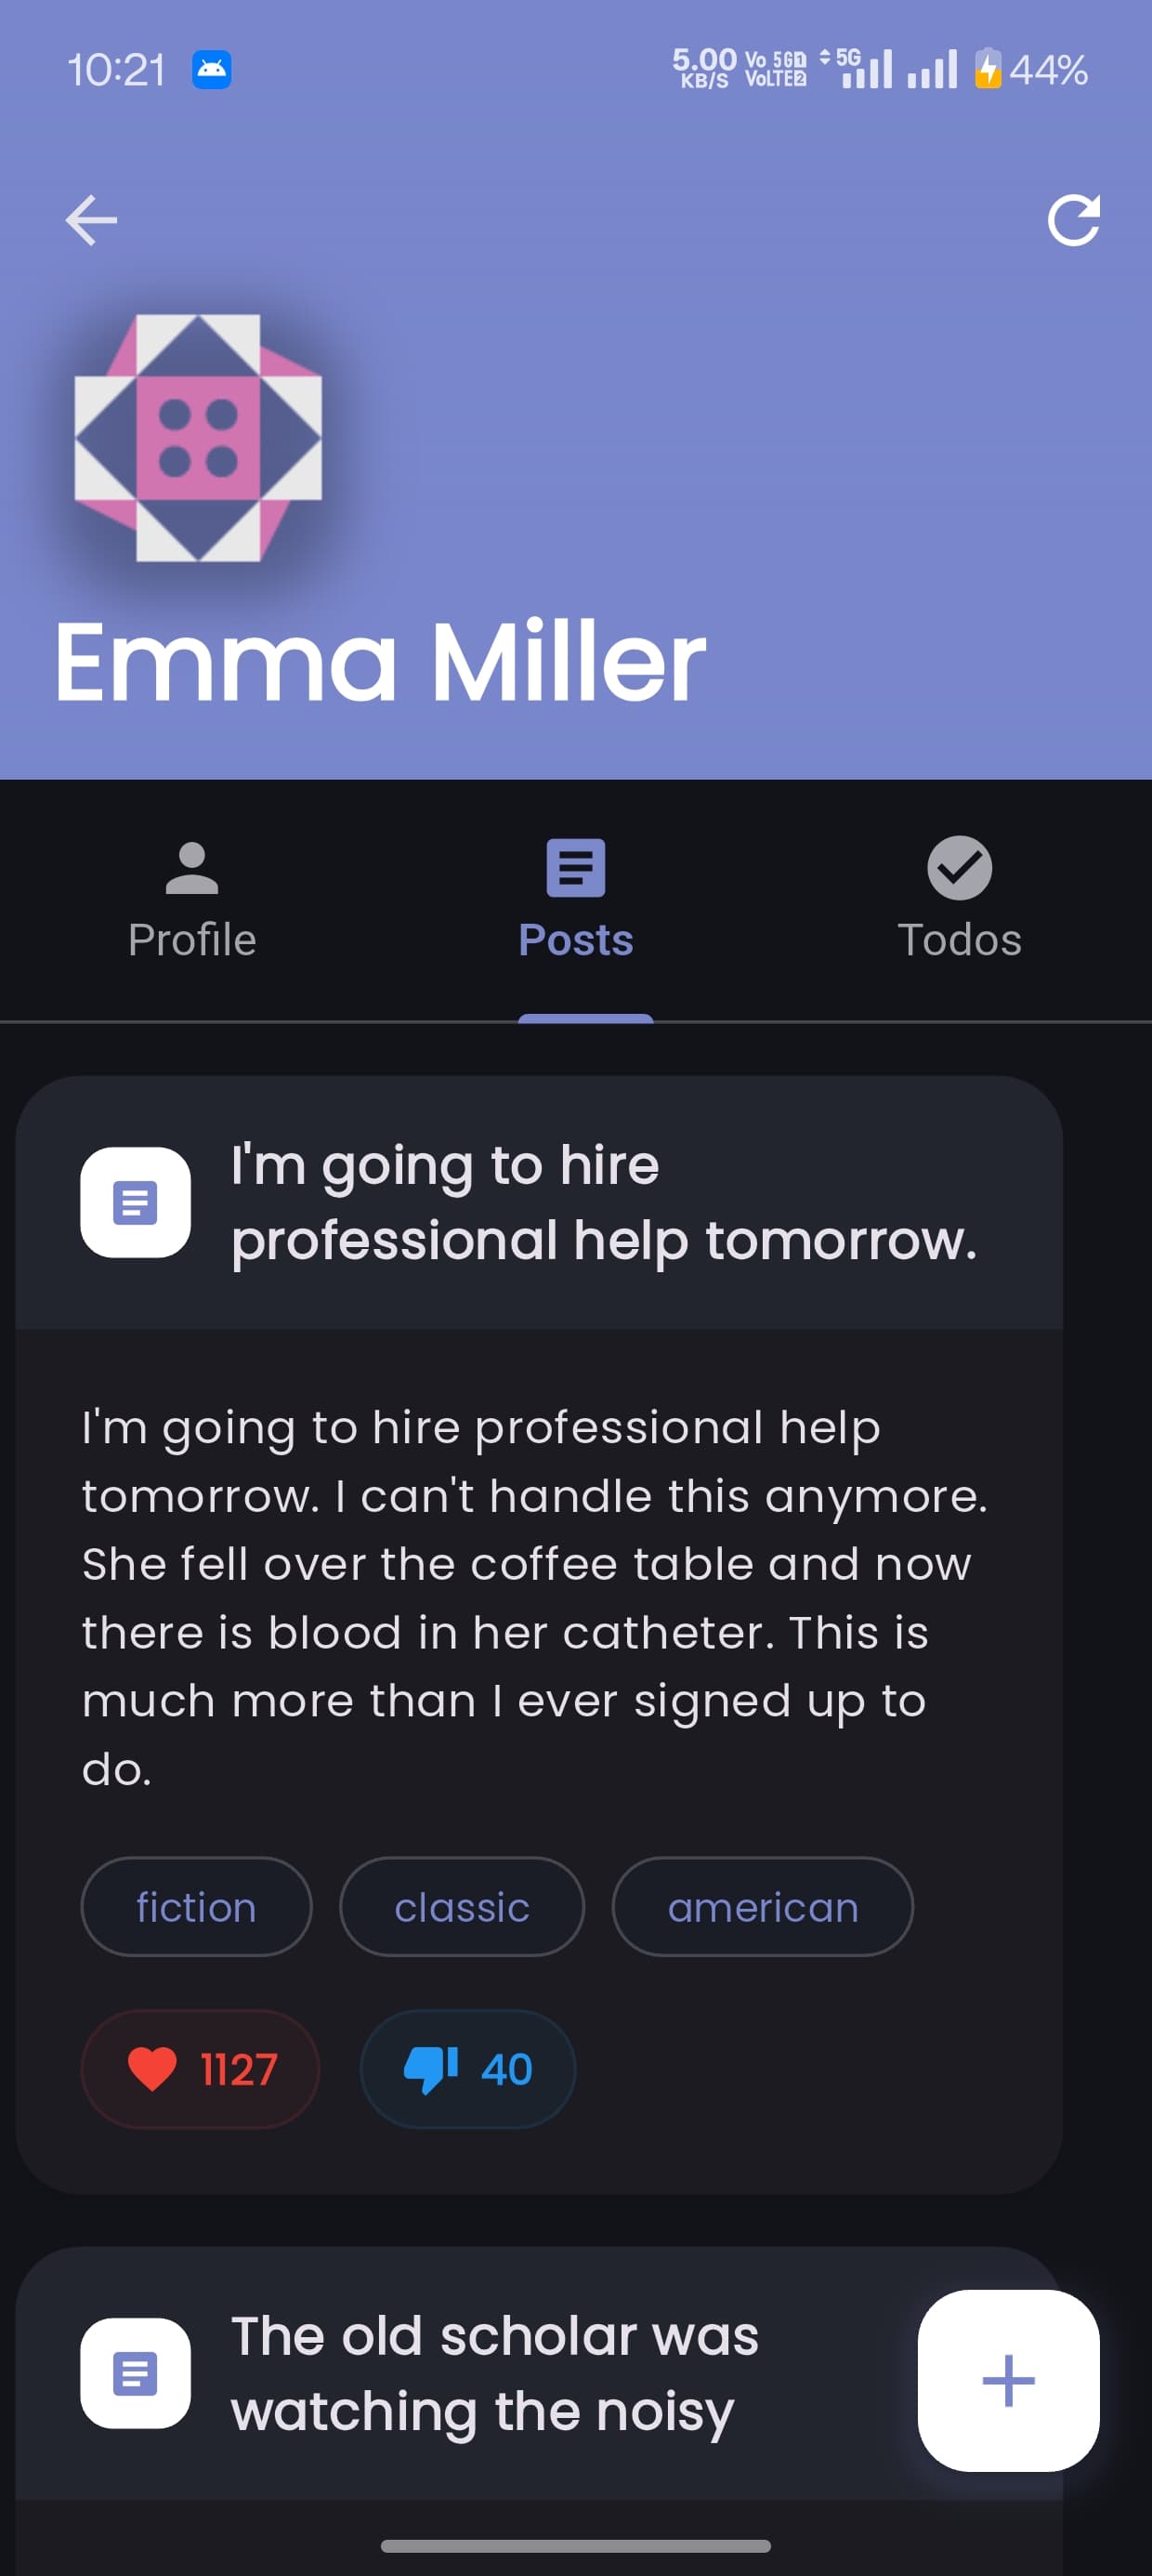 10:21 5.00 KB/S Vo 5G 1 VoLTE 2 5G 44%
Emma Miller
Profile Posts Todos
I'm going to hire
professional help tomorrow.
I'm going to hire professional help
tomorrow. I can't handle this anymore.
She fell over the coffee table and now
there is blood in her catheter. This is
much more than I ever signed up to
do.
fiction classic american
1127 40
The old scholar was
watching the noisy